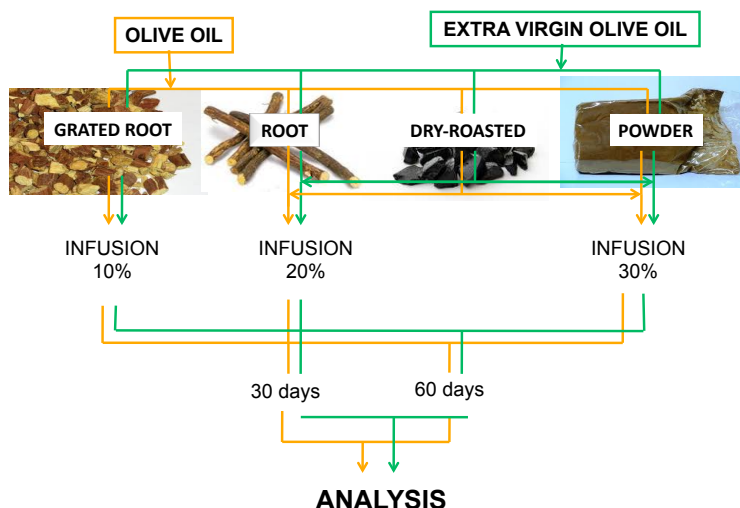 OLIVE OIL
EXTRA VIRGIN OLIVE OIL
GRATED ROOT
ROOT
DRY-ROASTED
POWDER
INFUSION
10%
INFUSION
20%
INFUSION
30%
30 days
60 days
ANALYSIS